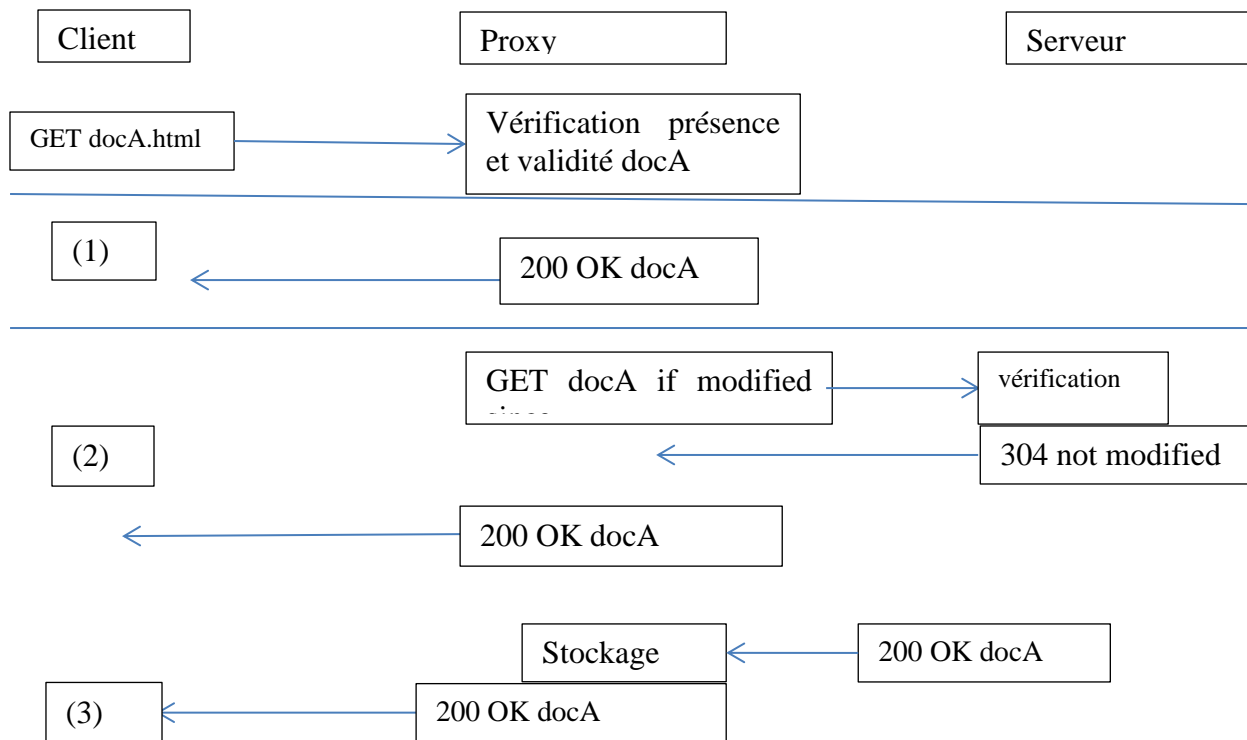 Client
Proxy
Serveur
GET docA.html
Vérification présence
et validité docA
(1)
200 OK docA
GET docA if modified
vérification
(2)
304 not modified
200 OK docA
Stockage
200 OK docA
(3)
200 OK docA